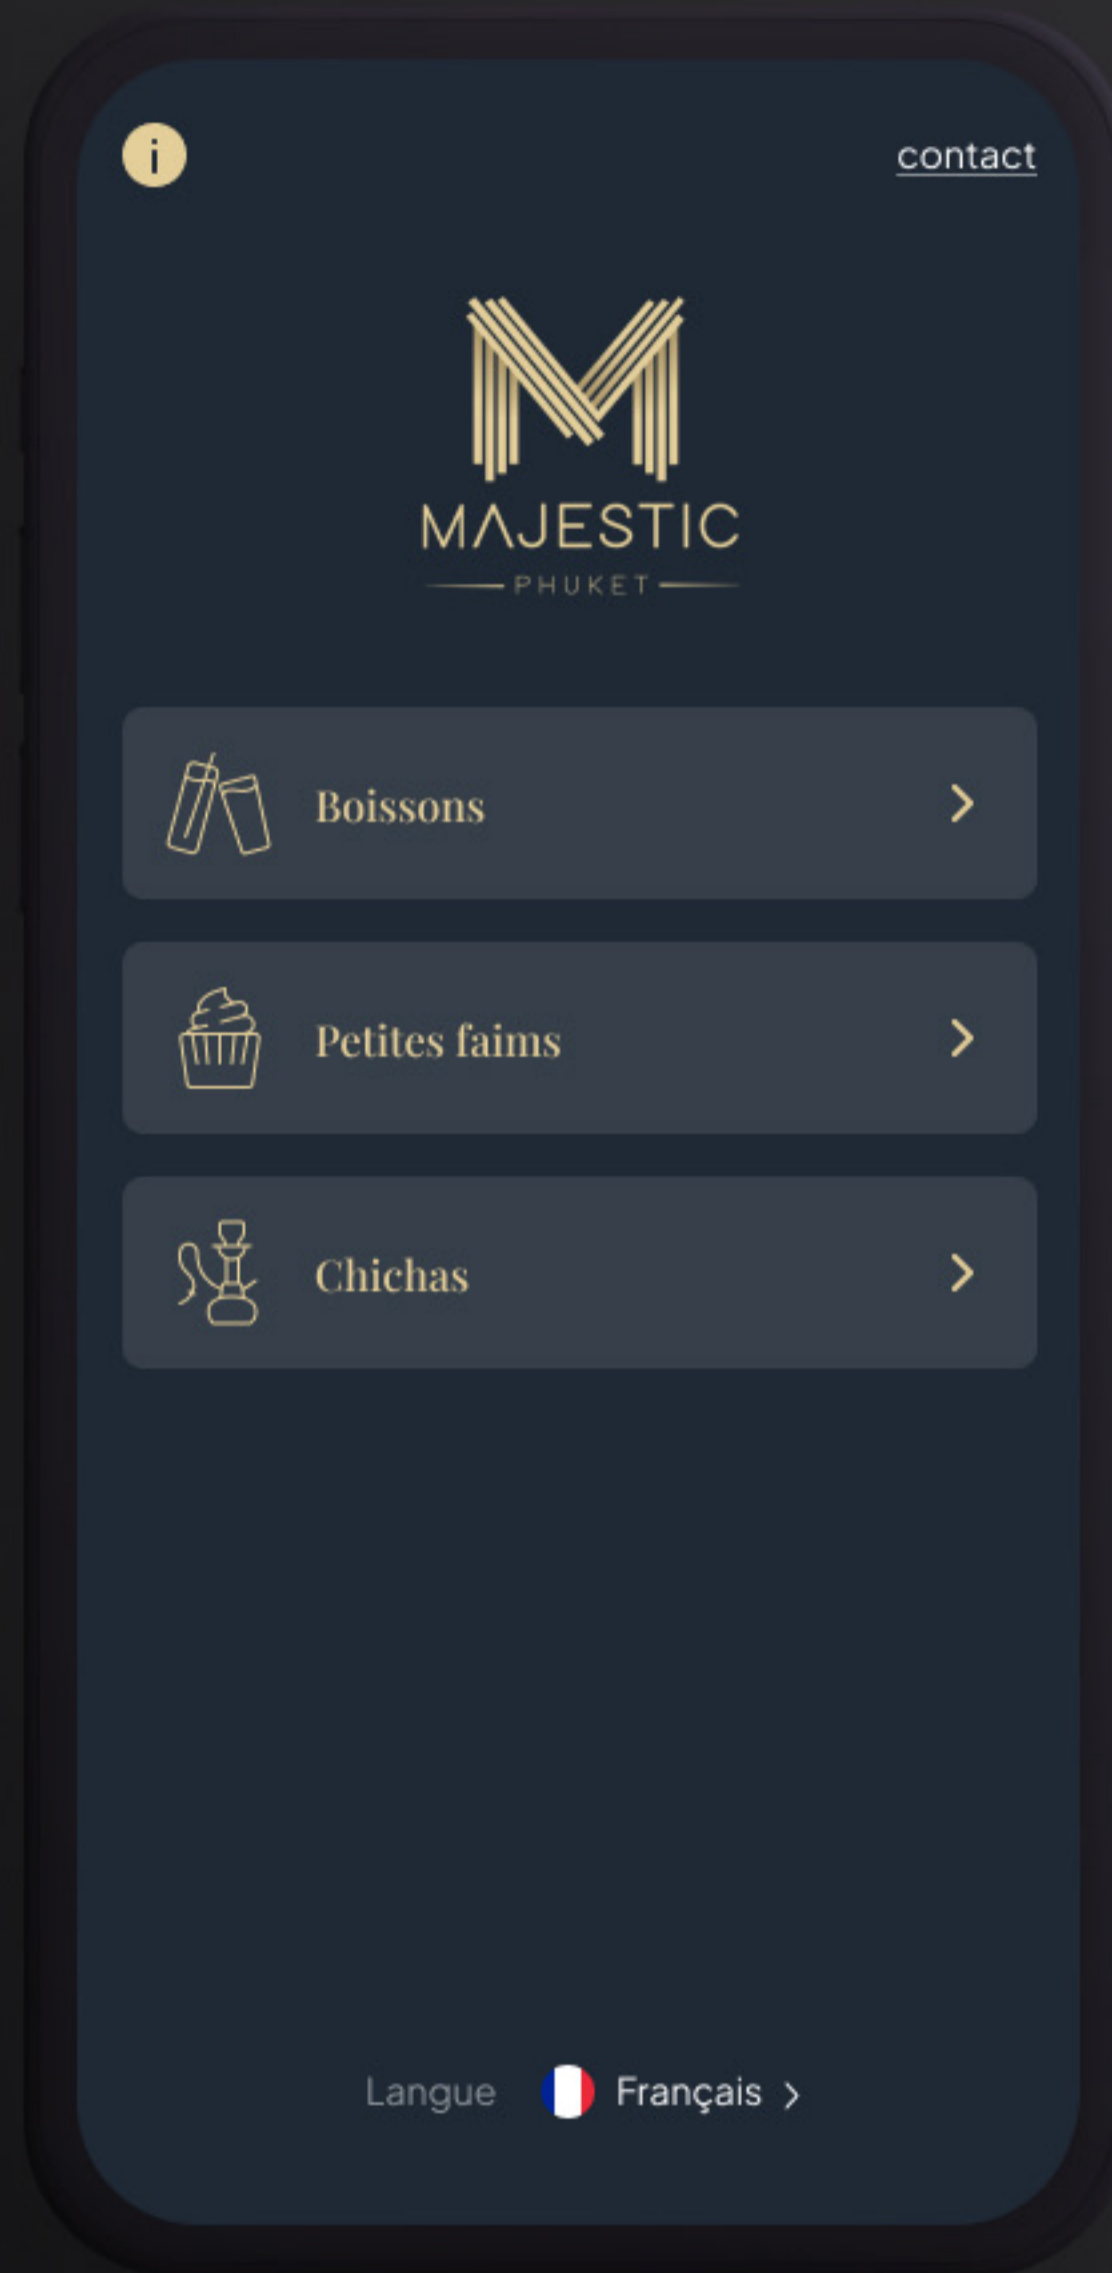 i
contact
MAJESTIC
PHUKET
Boissons
Petites faims
Chichas
Langue Français